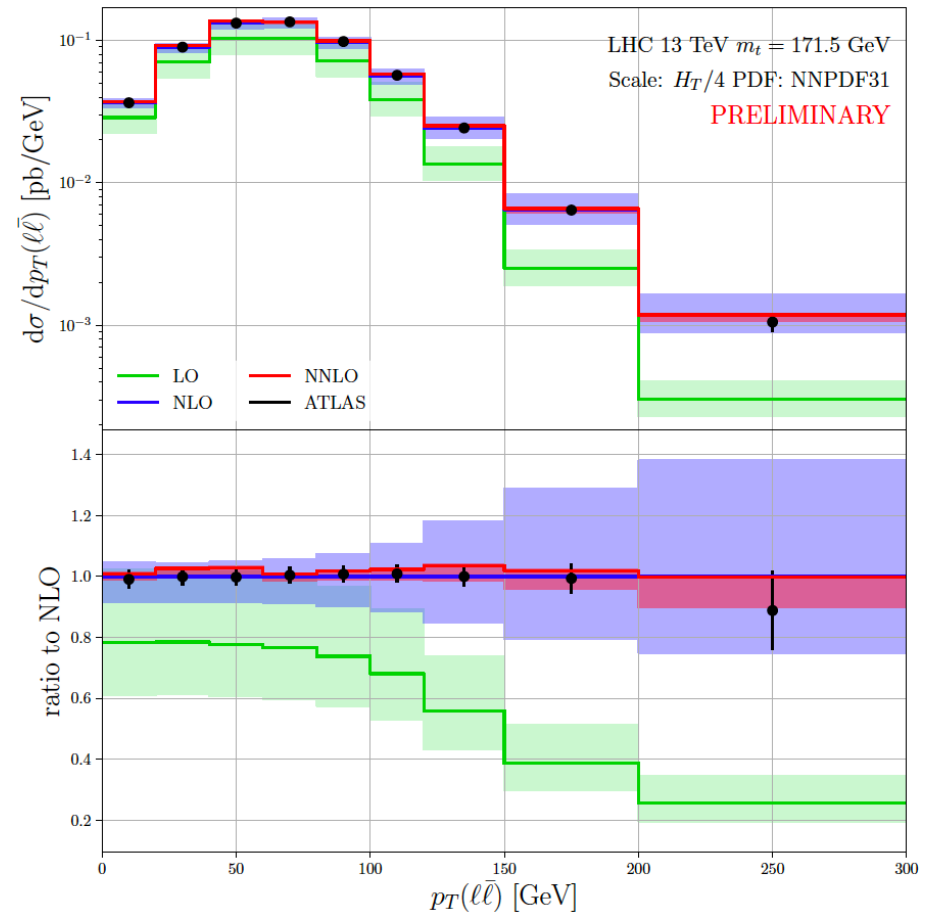 10⁻¹
10⁻²
10⁻³
dσ/dp_T(ℓℓ̄) [pb/GeV]
LHC 13 TeV m_t = 171.5 GeV
Scale: H_T/4 PDF: NNPDF31
PRELIMINARY
LO
NLO
NNLO
ATLAS
1.4
1.2
1.0
0.8
0.6
0.4
0.2
ratio to NLO
0 50 100 150 200 250 300
p_T(ℓℓ̄) [GeV]